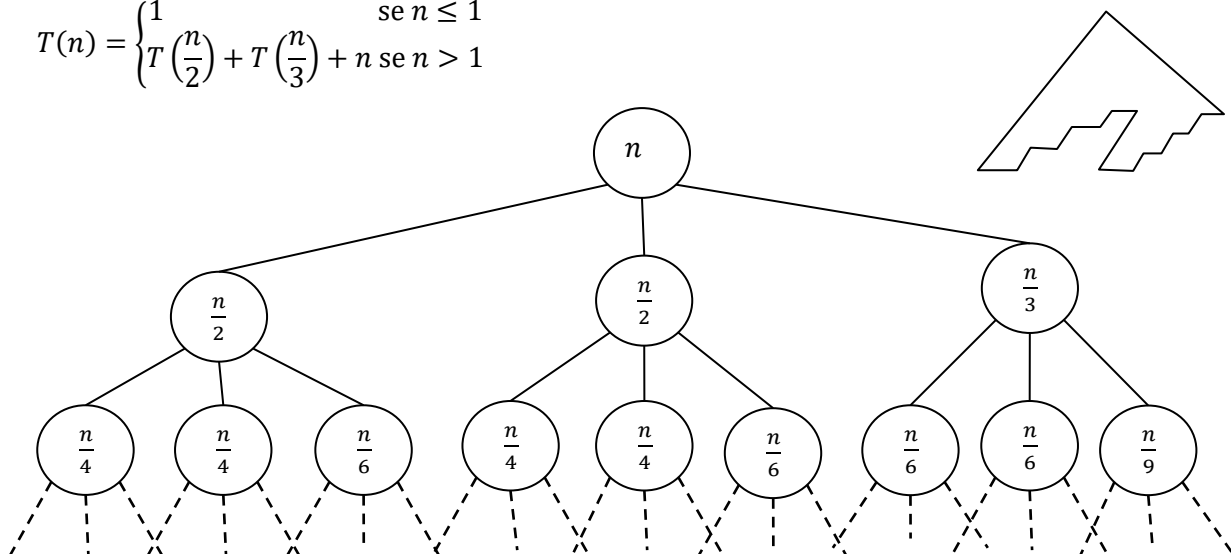 T(n) = {1 se n ≤ 1
T(n/2) + T(n/3) + n se n > 1
n
n/2 n/2 n/3
n/4 n/4 n/6 n/4 n/4 n/6 n/6 n/6 n/9